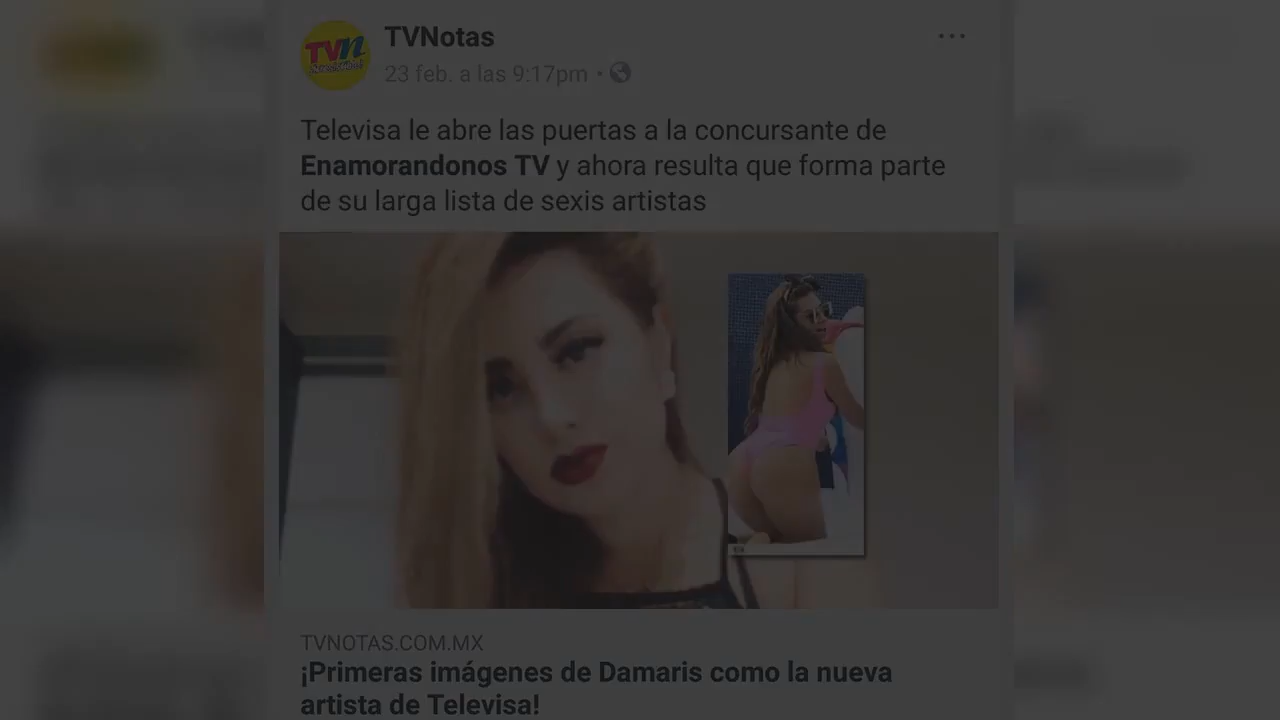 TVNotas
23 feb. a las 9:17pm
Televisa le abre las puertas a la concursante de
Enamorandonos TV y ahora resulta que forma parte
de su larga lista de sexis artistas
TVNOTAS.COM.MX
¡Primeras imágenes de Damaris como la nueva
artista de Televisa!